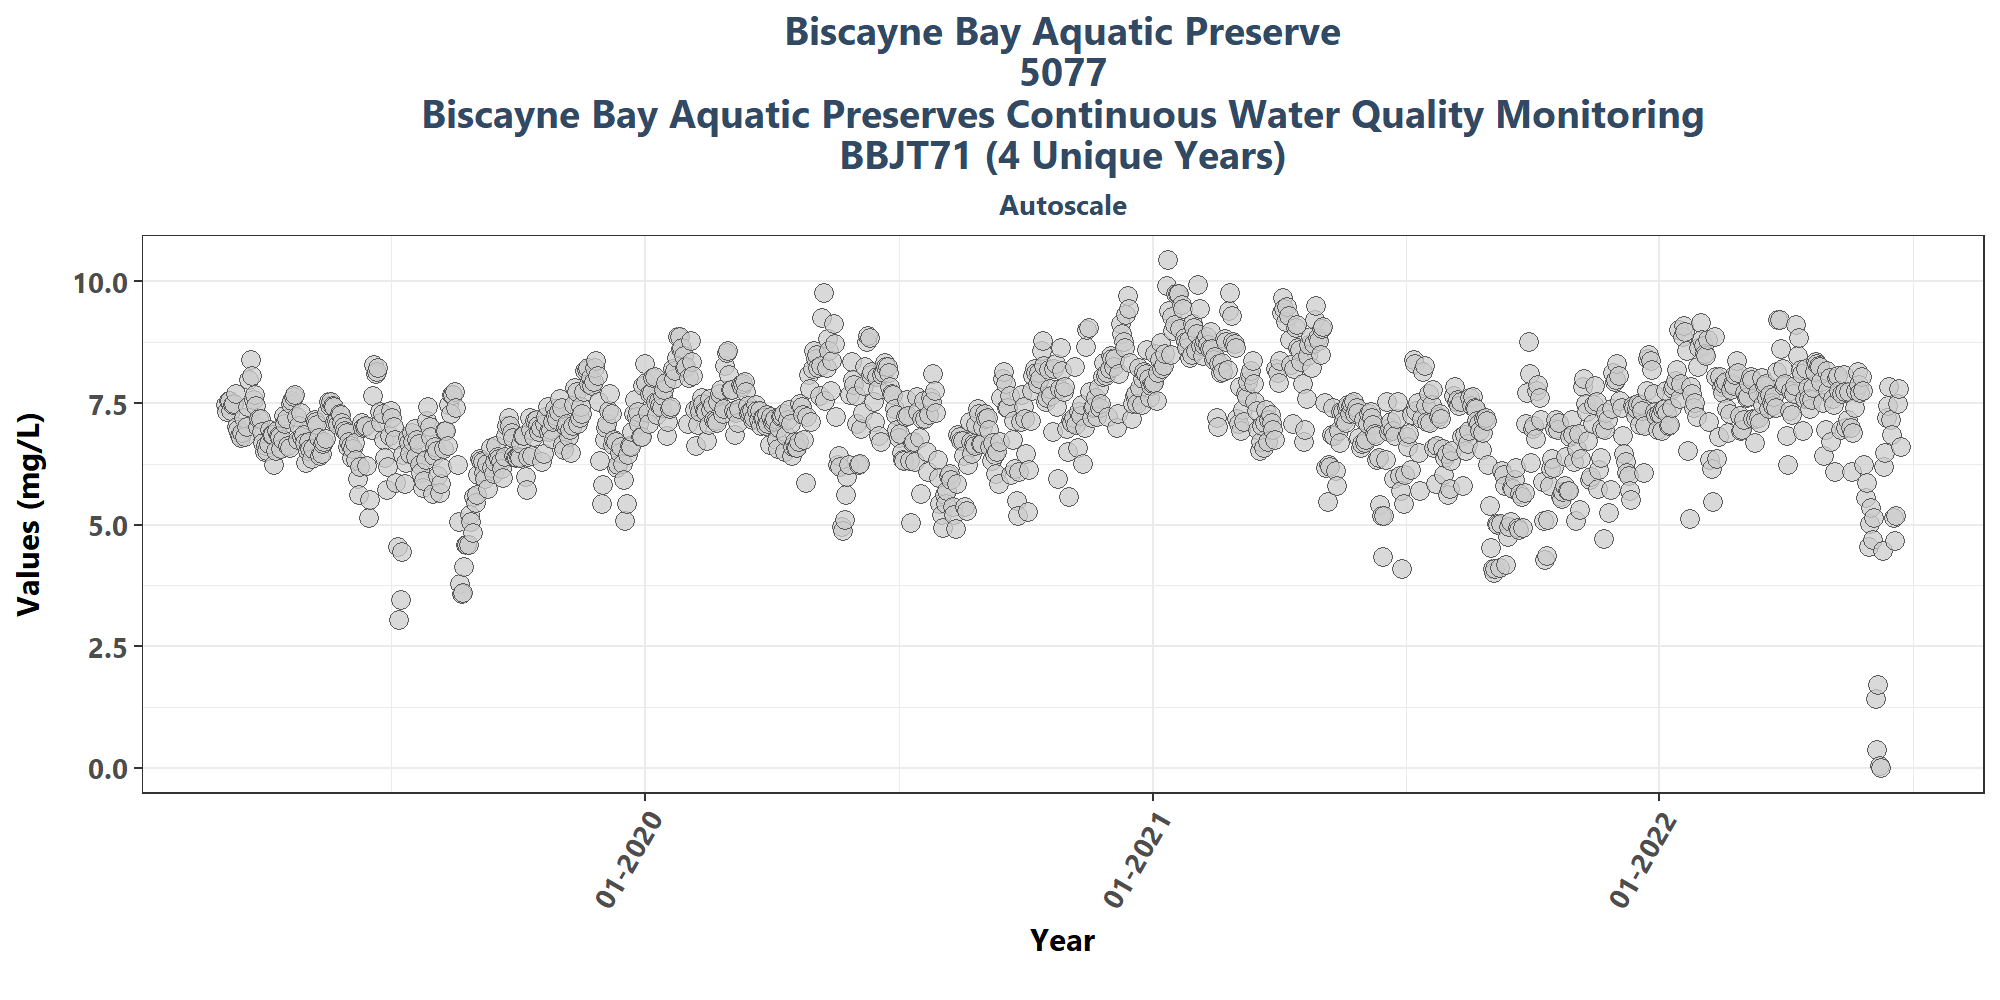 Biscayne Bay Aquatic Preserve
5077
Biscayne Bay Aquatic Preserves Continuous Water Quality Monitoring
BBJT71 (4 Unique Years)
Autoscale
Values (mg/L)
10.0
7.5
5.0
2.5
0.0
01-2020
01-2021
01-2022
Year